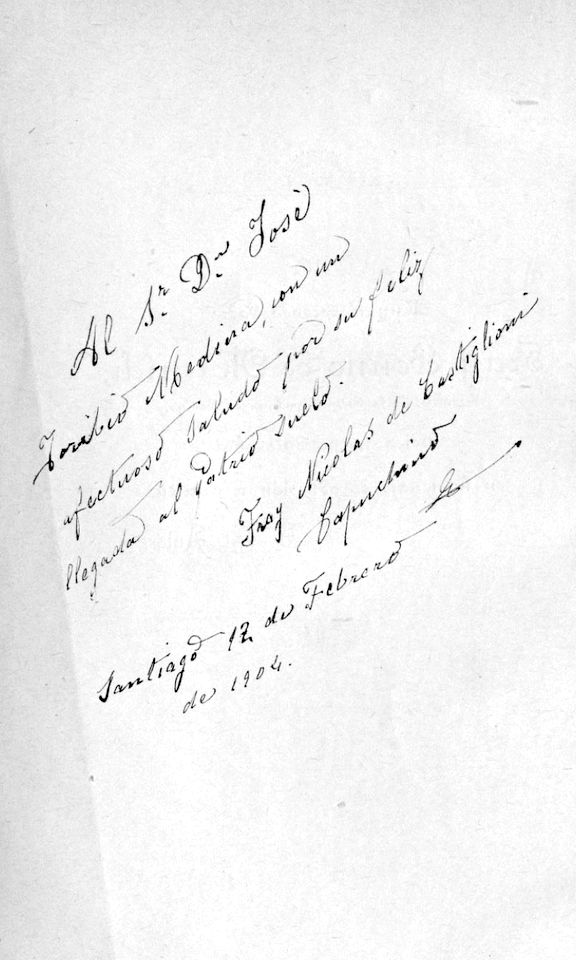 Al Sr. Dn José
Toribio Medina, con un
afectuoso saludo por su feliz
llegada al Patrio suelo.
Fray Nicolas de Castiglioni
Capuchino
Santiago 12 de Febrero
de 1904.